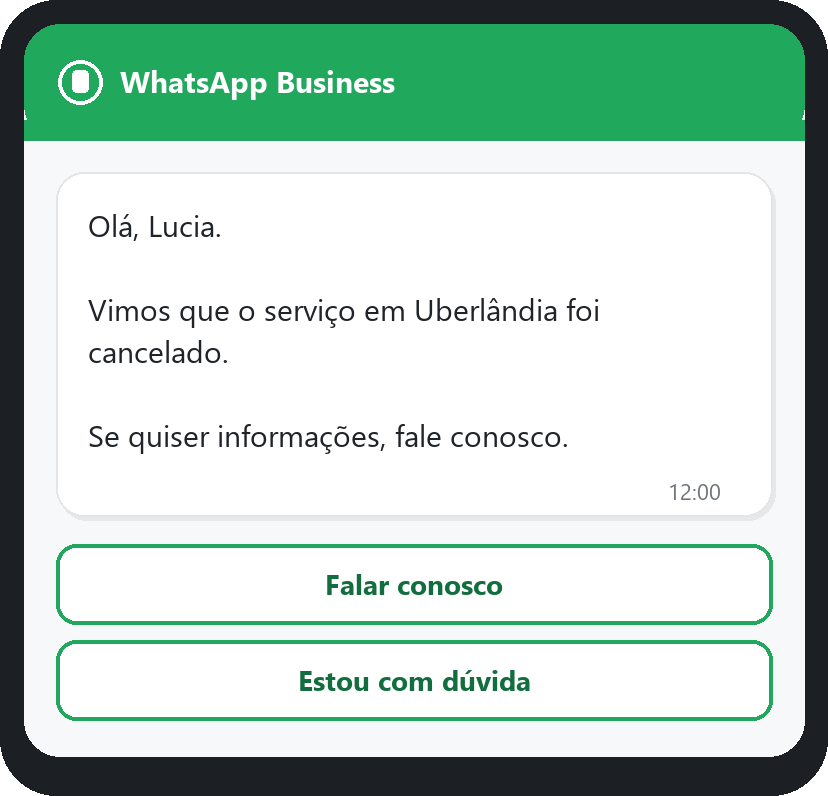 WhatsApp Business
Olá, Lucia.
Vimos que o serviço em Uberlândia foi
cancelado.
Se quiser informações, fale conosco.
12:00
Falar conosco
Estou com dúvida